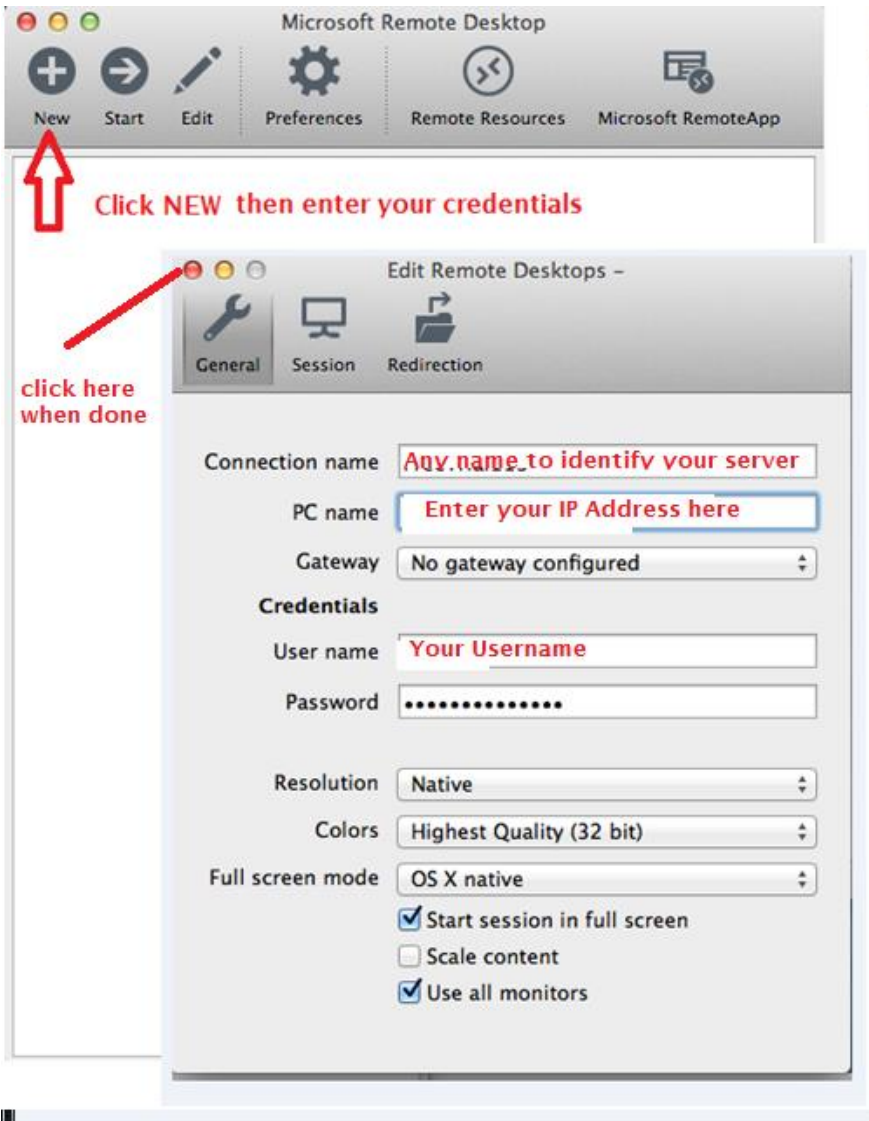 Microsoft Remote Desktop
New Start Edit Preferences Remote Resources Microsoft RemoteApp
Click NEW then enter your credentials
Edit Remote Desktops –
General Session Redirection
click here
when done
Connection name Any name to identify your server
PC name Enter your IP Address here
Gateway No gateway configured
Credentials
User name Your Username
Password ••••••••••••••
Resolution Native
Colors Highest Quality (32 bit)
Full screen mode OS X native
Start session in full screen
Scale content
Use all monitors